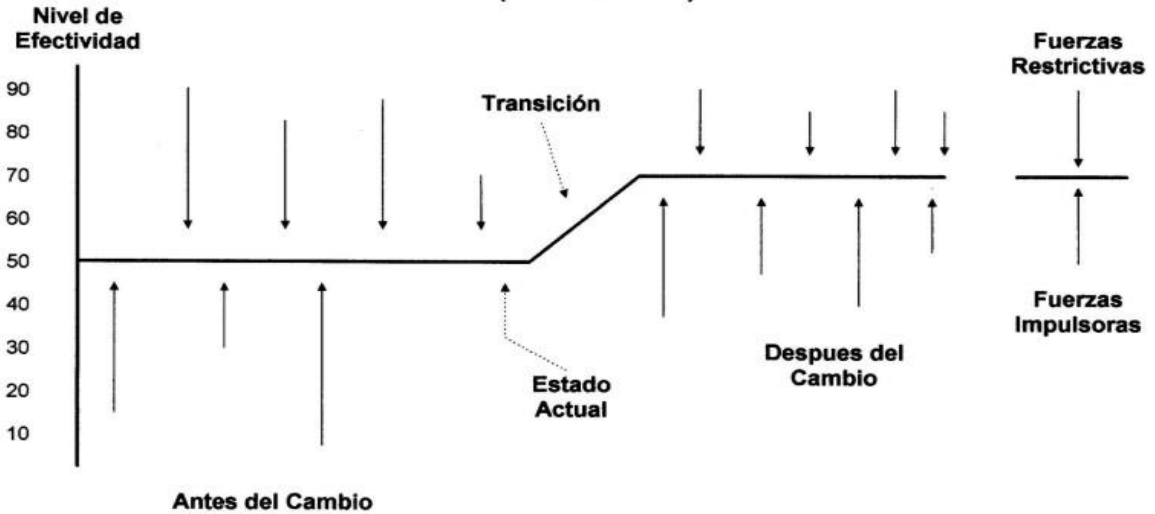 Nivel de
Efectividad
90
80
70
60
50
40
30
20
10
Transición
Fuerzas
Restrictivas
Estado
Actual
Despues del
Cambio
Fuerzas
Impulsoras
Antes del Cambio